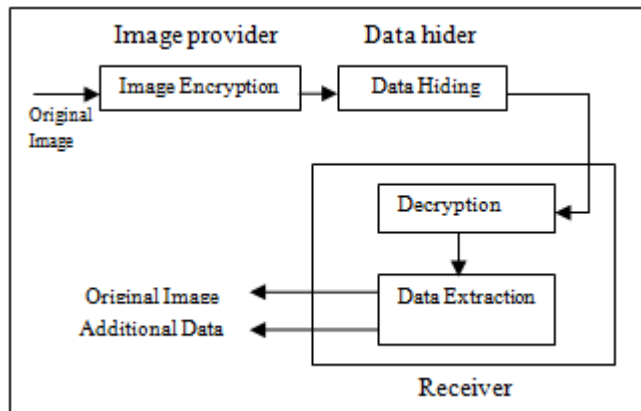 Image provider
Data hider
Image Encryption
Data Hiding
Original
Image
Decryption
Data Extraction
Original Image
Additional Data
Receiver